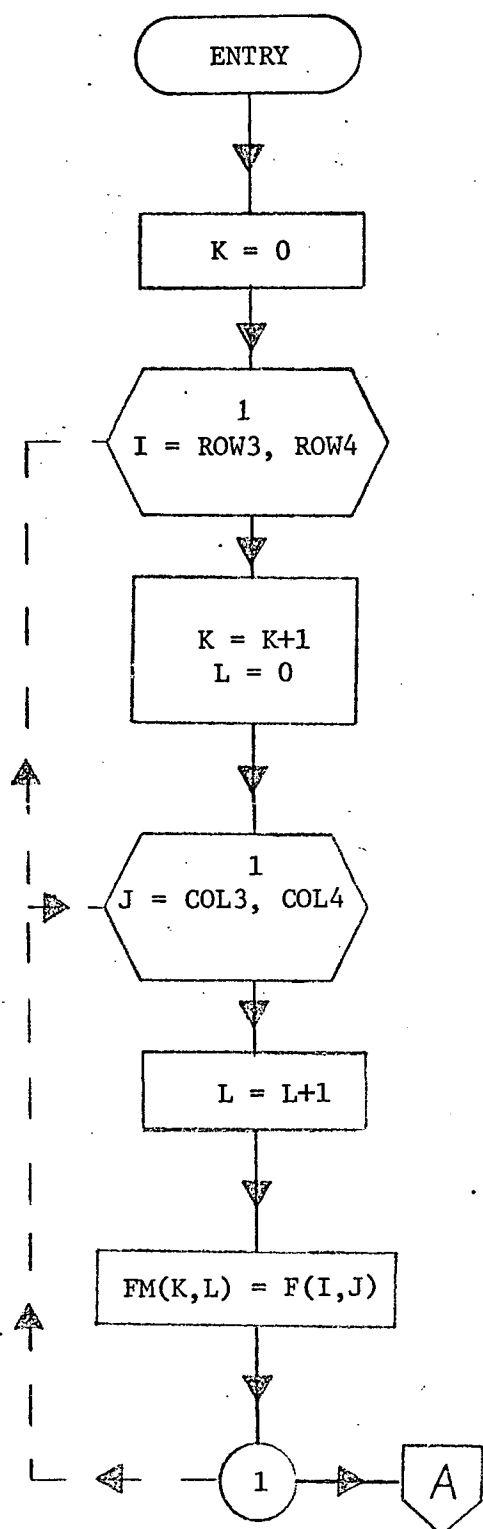 ENTRY
K = 0
1
I = ROW3, ROW4
K = K+1
L = 0
1
J = COL3, COL4
L = L+1
FM(K,L) = F(I,J)
1
A